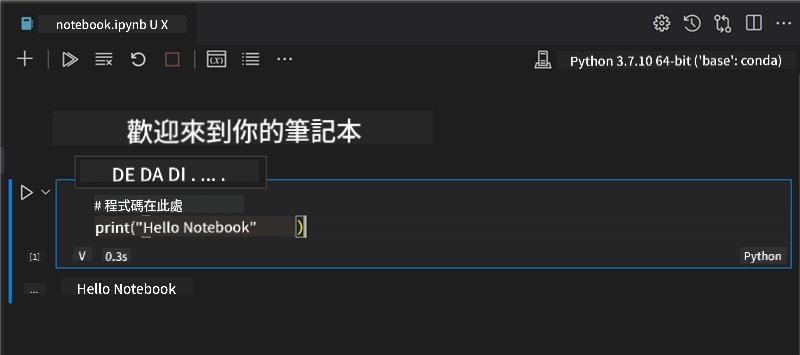 notebook.ipynb U X
Python 3.7.10 64-bit ('base': conda)
歡迎來到你的筆記本
DE DA DI . ... .
# 程式碼在此處
print("Hello Notebook" )
[1]
V 0.3s
Python
...
Hello Notebook